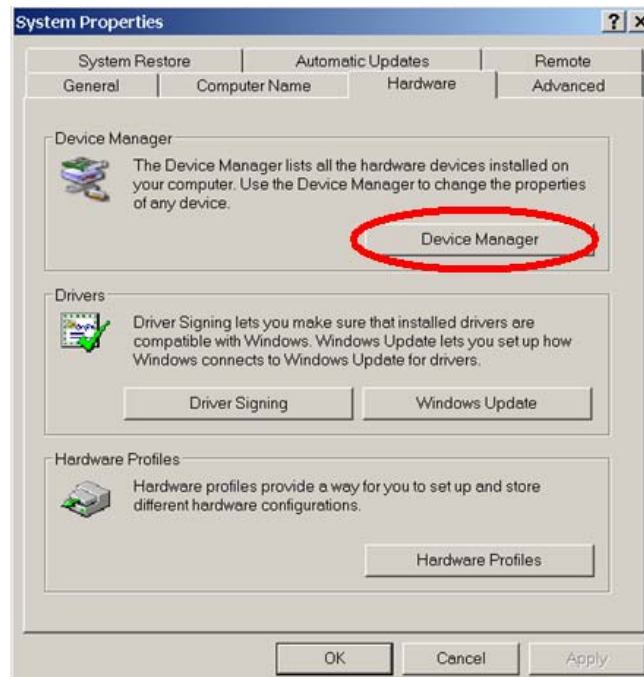 System Properties
System Restore Automatic Updates Remote
General Computer Name Hardware Advanced
Device Manager
The Device Manager lists all the hardware devices installed on
your computer. Use the Device Manager to change the properties
of any device.
Device Manager
Drivers
Driver Signing lets you make sure that installed drivers are
compatible with Windows. Windows Update lets you set up how
Windows connects to Windows Update for drivers.
Driver Signing Windows Update
Hardware Profiles
Hardware profiles provide a way for you to set up and store
different hardware configurations.
Hardware Profiles
OK Cancel Apply